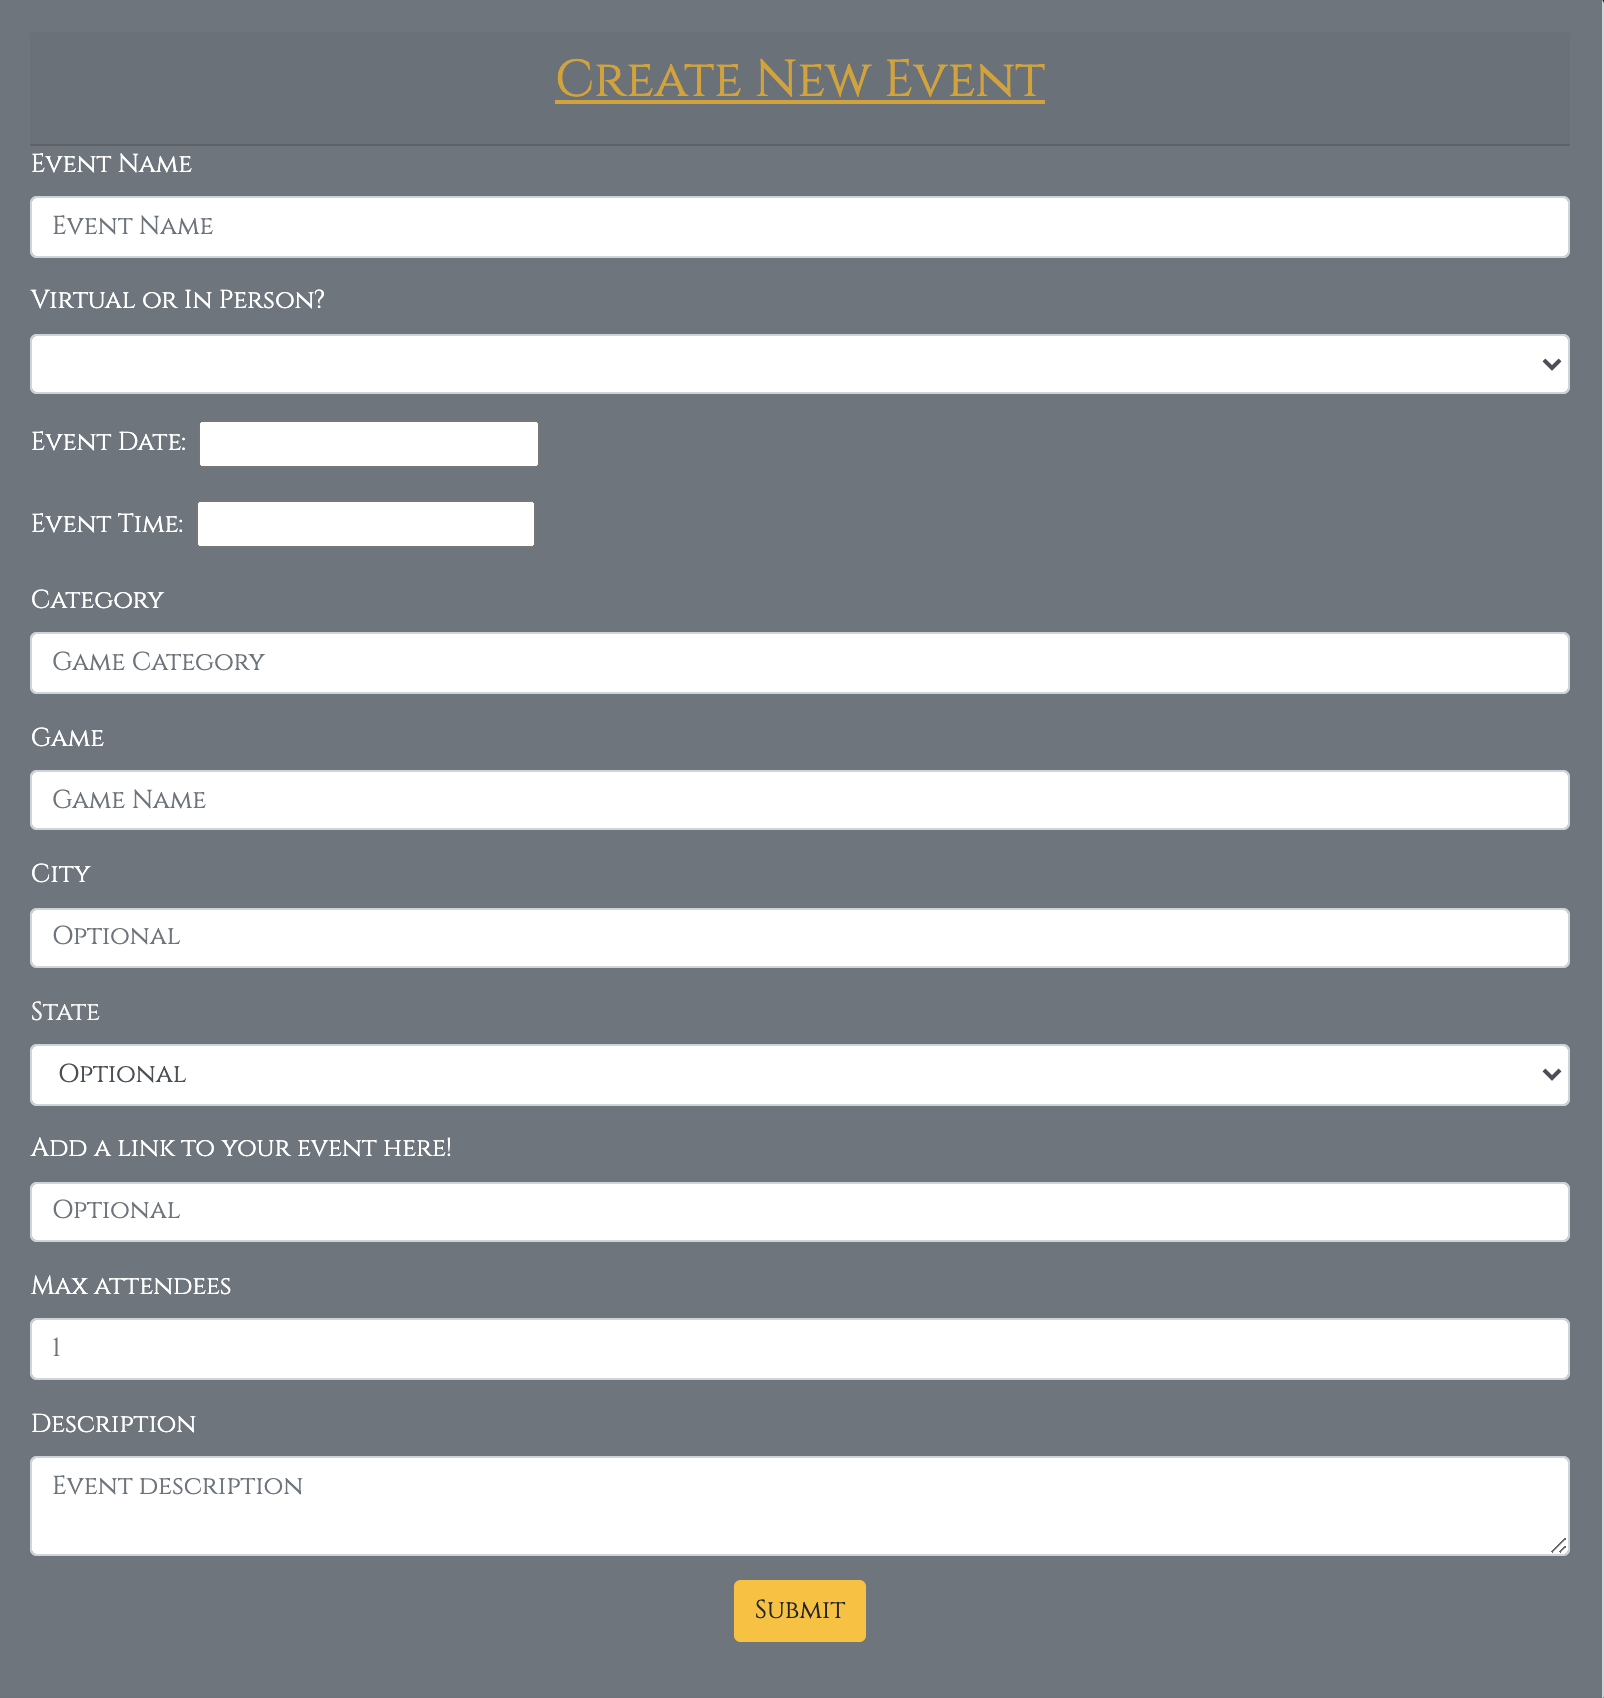 Create New Event
Event Name
Event Name
Virtual or In Person?
Event Date:
Event Time:
Category
Game Category
Game
Game Name
City
Optional
State
Optional
Add a link to your event here!
Optional
Max attendees
1
Description
Event description
Submit